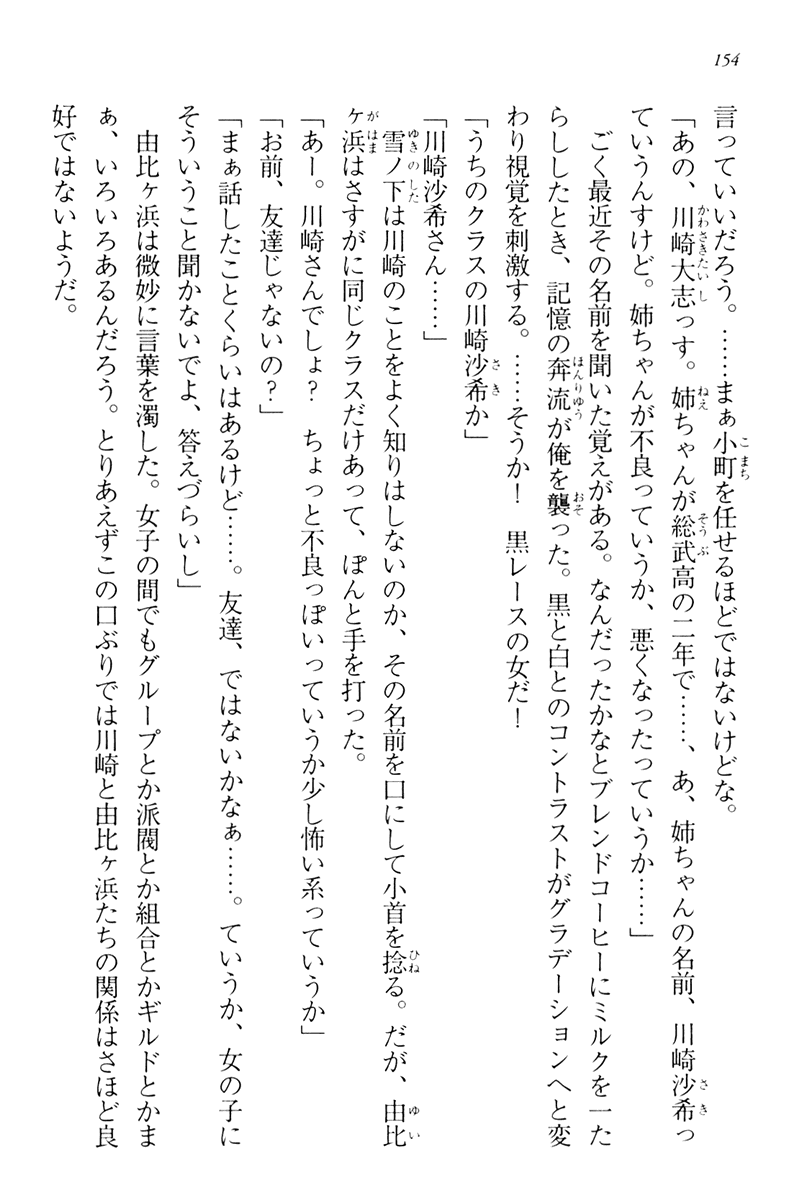 154
言っていいだろう。……まぁ小町を任せるほどではないけどな。
「あの、川崎大志っす。姉ちゃんが総武高の二年で……、あ、姉ちゃんの名前、川崎沙希っ
ていうんすけど。姉ちゃんが不良っていうか、悪くなったっていうか……」
ごく最近その名前を聞いた覚えがある。なんだったかなとブレンドコーヒーにミルクを一た
らししたとき、記憶の奔流が俺を襲った。黒と白とのコントラストがグラデーションへと変
わり視覚を刺激する。……そうか！　黒レースの女だ！
「うちのクラスの川崎沙希か」
「川崎沙希さん……」
雪ノ下は川崎のことをよく知りはしないのか、その名前を口にして小首を捻る。だが、由比
ヶ浜はさすがに同じクラスだけあって、ぽんと手を打った。
「あー。川崎さんでしょ？　ちょっと不良っぽいっていうか少し怖い系っていうか」
「お前、友達じゃないの？」
「まぁ話したことくらいはあるけど……。友達、ではないかなぁ……。ていうか、女の子に
そういうこと聞かないでよ、答えづらいし」
由比ヶ浜は微妙に言葉を濁した。女子の間でもグループとか派閥とか組合とかギルドとかま
ぁ、いろいろあるんだろう。とりあえずこの口ぶりでは川崎と由比ヶ浜たちの関係はさほど良
好ではないようだ。